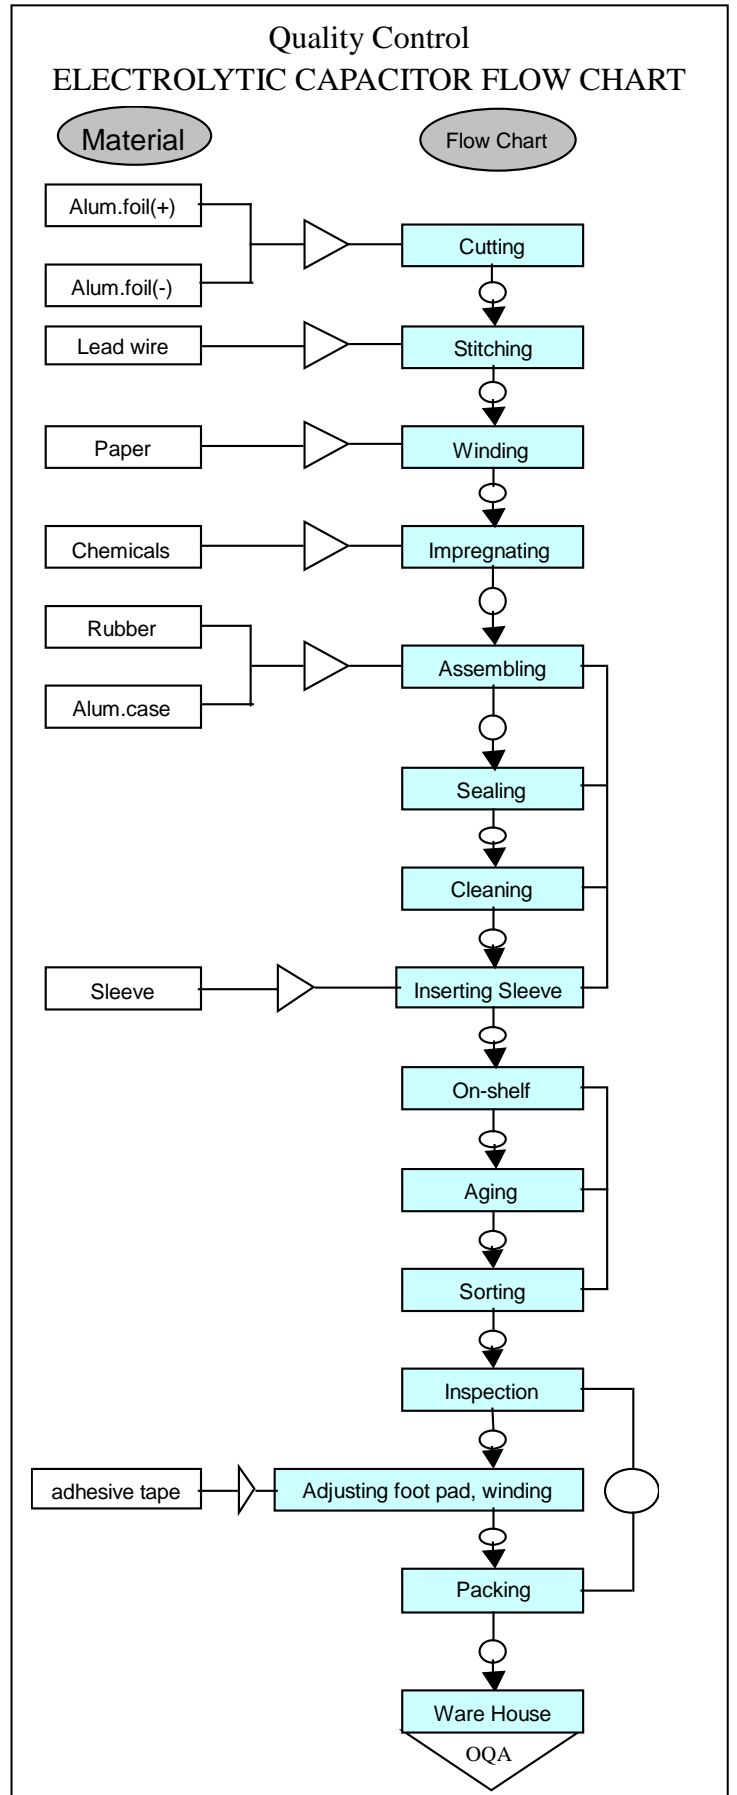 Quality Control
ELECTROLYTIC CAPACITOR FLOW CHART
Material
Flow Chart
Alum.foil(+)
Cutting
Alum.foil(-)
Lead wire
Stitching
Paper
Winding
Chemicals
Impregnating
Rubber
Assembling
Alum.case
Sealing
Cleaning
Sleeve
Inserting Sleeve
On-shelf
Aging
Sorting
Inspection
adhesive tape
Adjusting foot pad, winding
Packing
Ware House
OQA